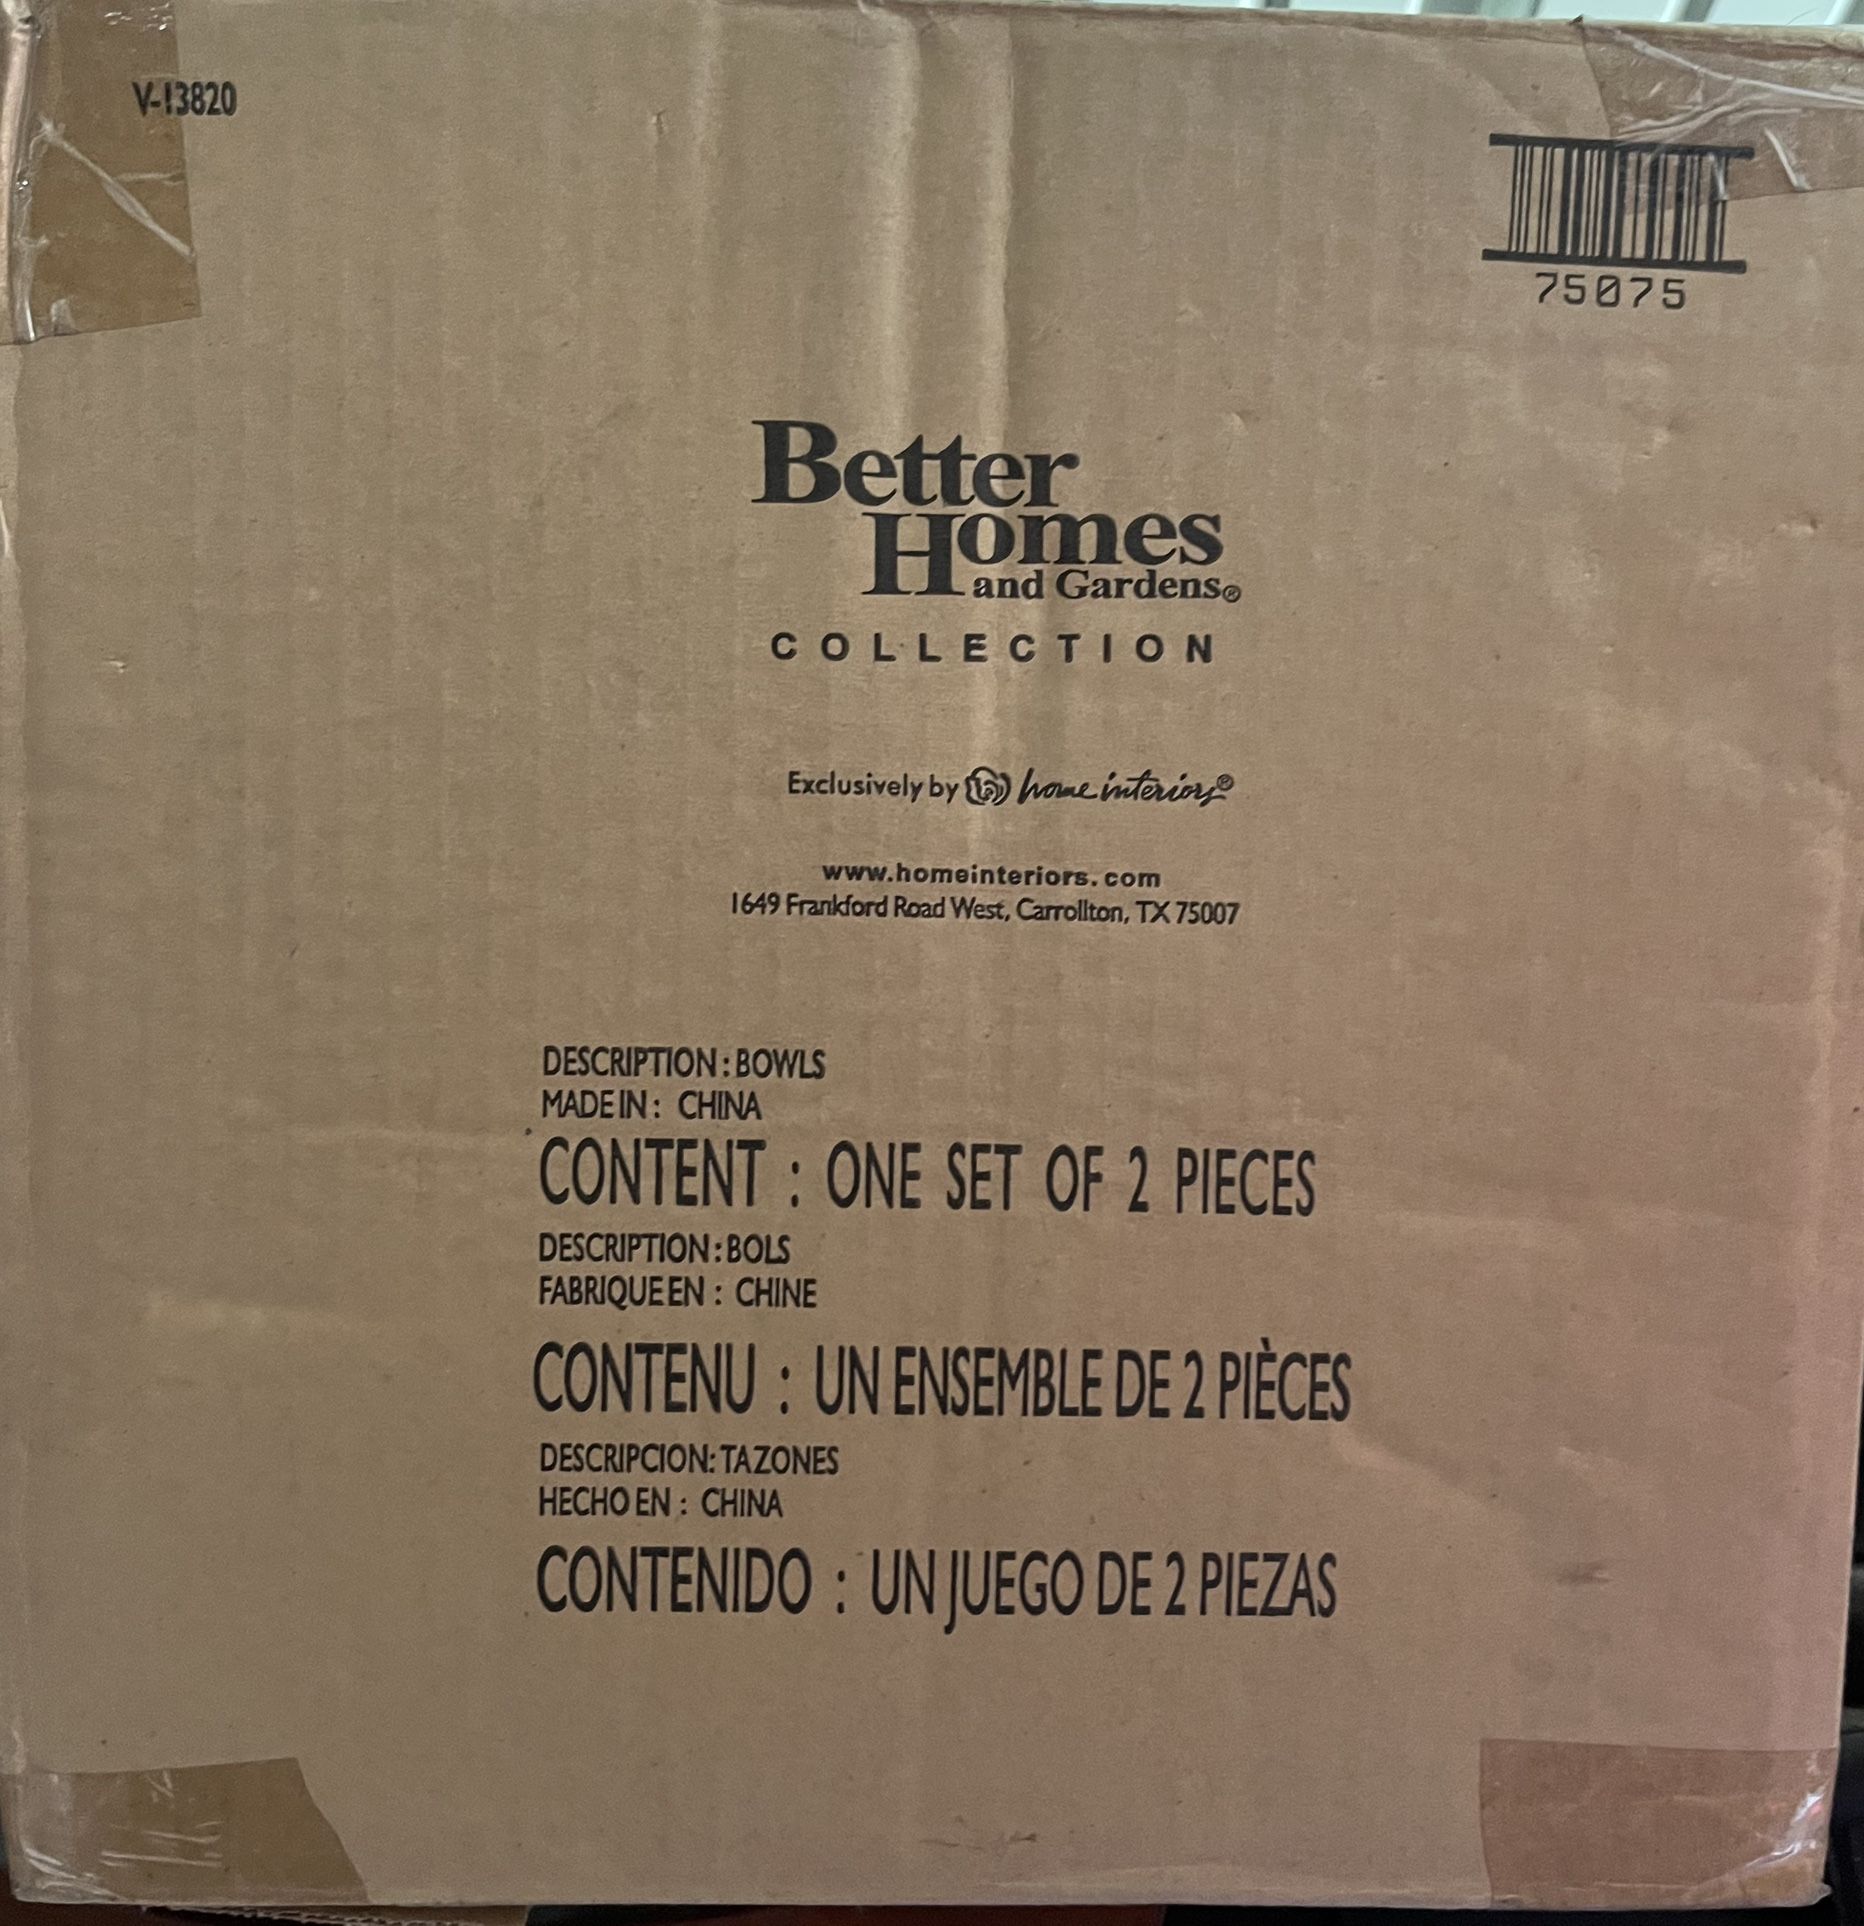 V-13820
75075
Better
Homes
and Gardens®
COLLECTION
Exclusively by home interiors®
www.homeinteriors.com
1649 Frankford Road West, Carrollton, TX 75007
DESCRIPTION: BOWLS
MADE IN: CHINA
CONTENT : ONE SET OF 2 PIECES
DESCRIPTION: BOLS
FABRIQUE EN : CHINE
CONTENU : UN ENSEMBLE DE 2 PIÈCES
DESCRIPCION: TAZONES
HECHO EN : CHINA
CONTENIDO : UN JUEGO DE 2 PIEZAS